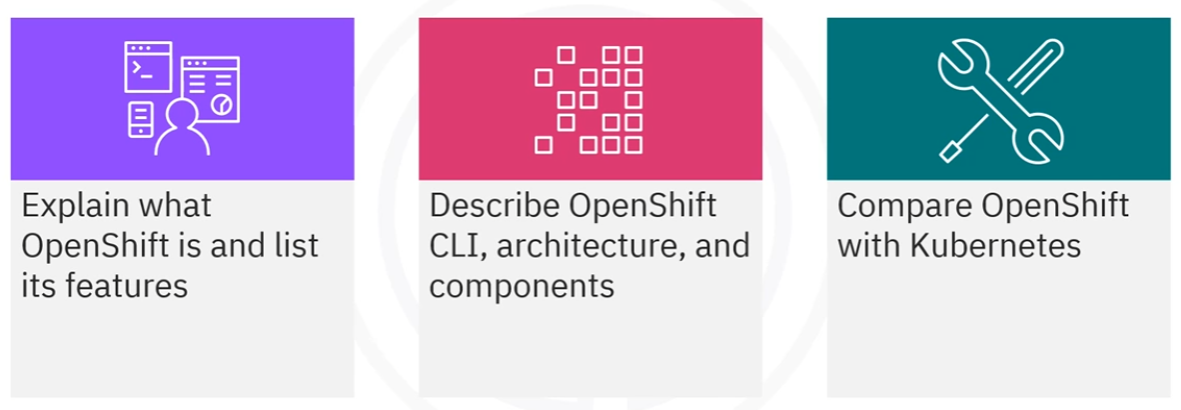 Explain what
OpenShift is and list
its features
Describe OpenShift
CLI, architecture, and
components
Compare OpenShift
with Kubernetes